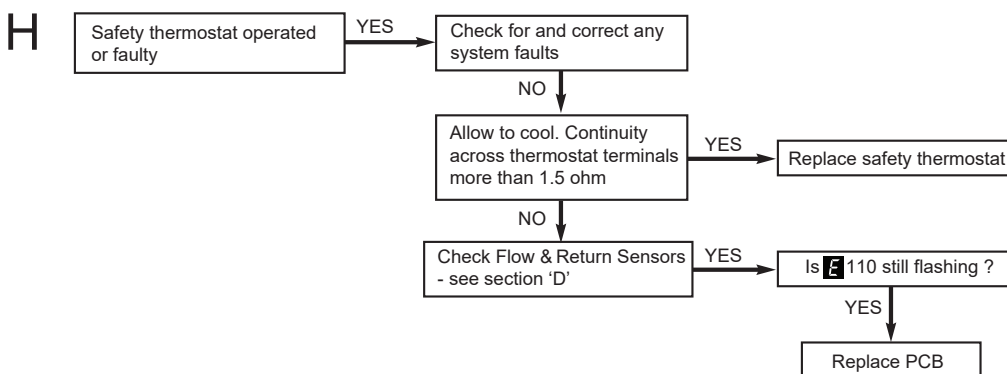 H
Safety thermostat operated
or faulty
YES
Check for and correct any
system faults
NO
Allow to cool. Continuity
across thermostat terminals
more than 1.5 ohm
YES
Replace safety thermostat
NO
Check Flow & Return Sensors
- see section ‘D’
YES
Is E 110 still flashing ?
YES
Replace PCB